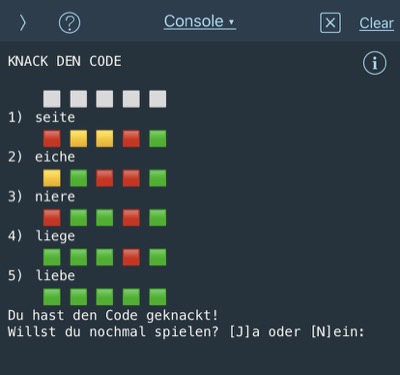 Console
Clear
KNACK DEN CODE
1) seite
2) eiche
3) niere
4) liege
5) liebe
Du hast den Code geknackt!
Willst du nochmal spielen? [J]a oder [N]ein: